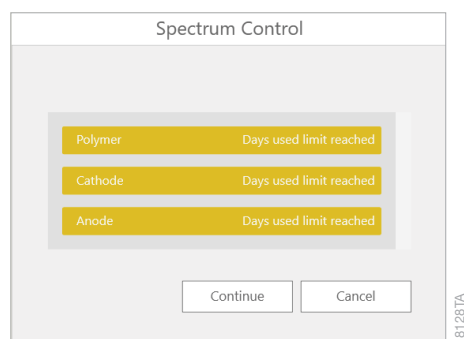 Spectrum Control
Polymer Days used limit reached
Cathode Days used limit reached
Anode Days used limit reached
Continue Cancel
8128TA